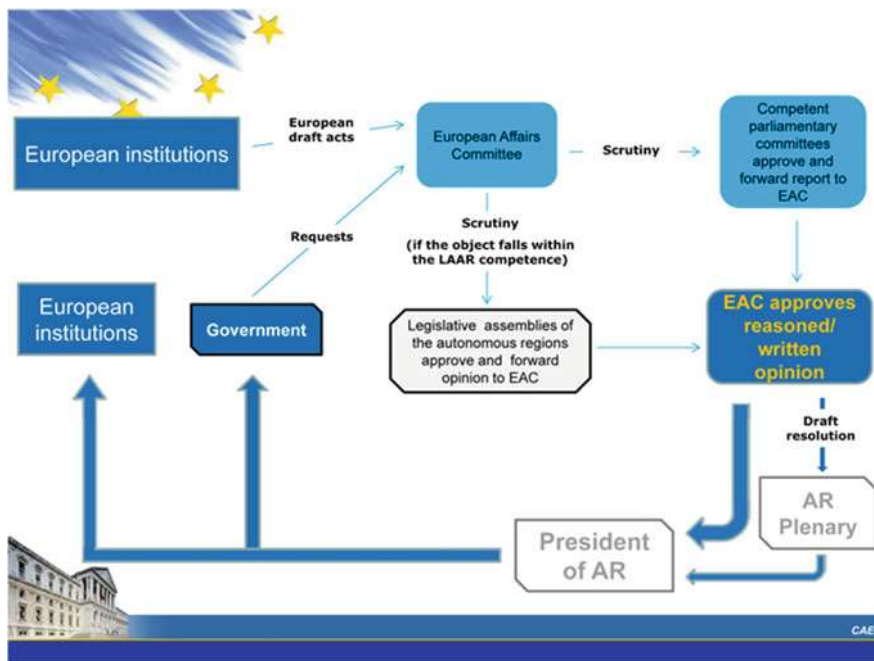 European institutions
European
draft acts
European Affairs
Committee
Scrutiny
Competent
parliamentary
committees
approve and
forward report to
EAC
Requests
Scrutiny
(if the object falls within
the LAAR competence)
European
institutions
Government
Legislative assemblies of
the autonomous regions
approve and forward
opinion to EAC
EAC approves
reasoned/
written
opinion
Draft
resolution
AR
Plenary
President
of AR
CAE